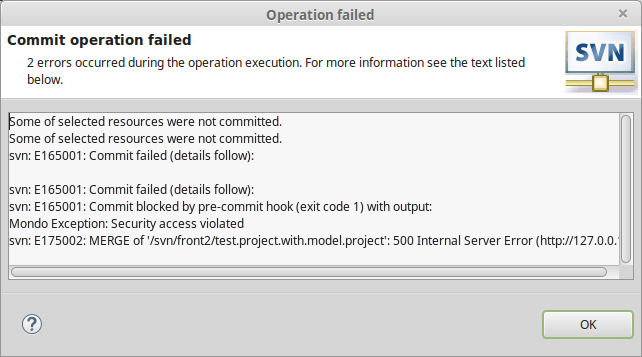 Operation failed
×
Commit operation failed
2 errors occurred during the operation execution. For more information see the text listed
below.
SVN
Some of selected resources were not committed.
Some of selected resources were not committed.
svn: E165001: Commit failed (details follow):
svn: E165001: Commit failed (details follow):
svn: E165001: Commit blocked by pre-commit hook (exit code 1) with output:
Mondo Exception: Security access violated
svn: E175002: MERGE of '/svn/front2/test.project.with.model.project': 500 Internal Server Error (http://127.0.0.
?
OK